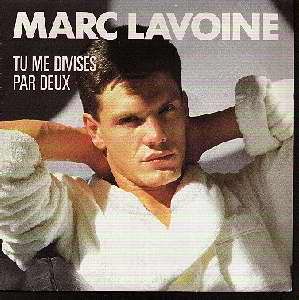 MARC LAVOINE
TU ME DIVISES
PAR DEUX